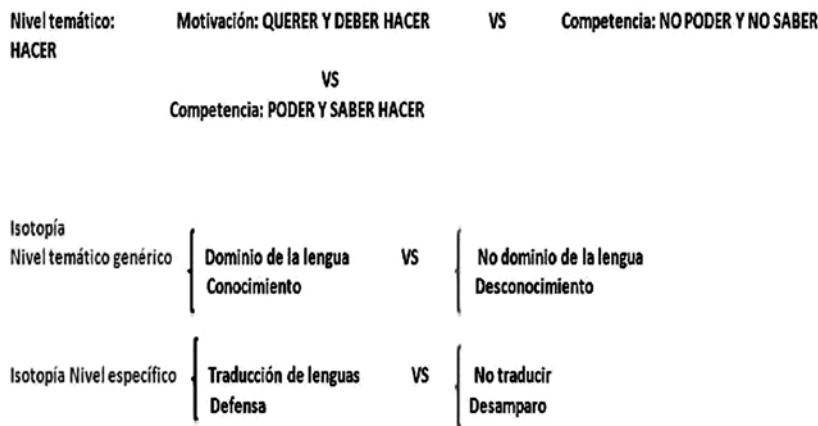 Nivel temático: Motivación: QUERER Y DEBER HACER VS Competencia: NO PODER Y NO SABER
HACER
VS
Competencia: PODER Y SABER HACER
Isotopía
Nivel temático genérico Dominio de la lengua VS No dominio de la lengua
Conocimiento Desconocimiento
Isotopía Nivel específico Traducción de lenguas VS No traducir
Defensa Desamparo